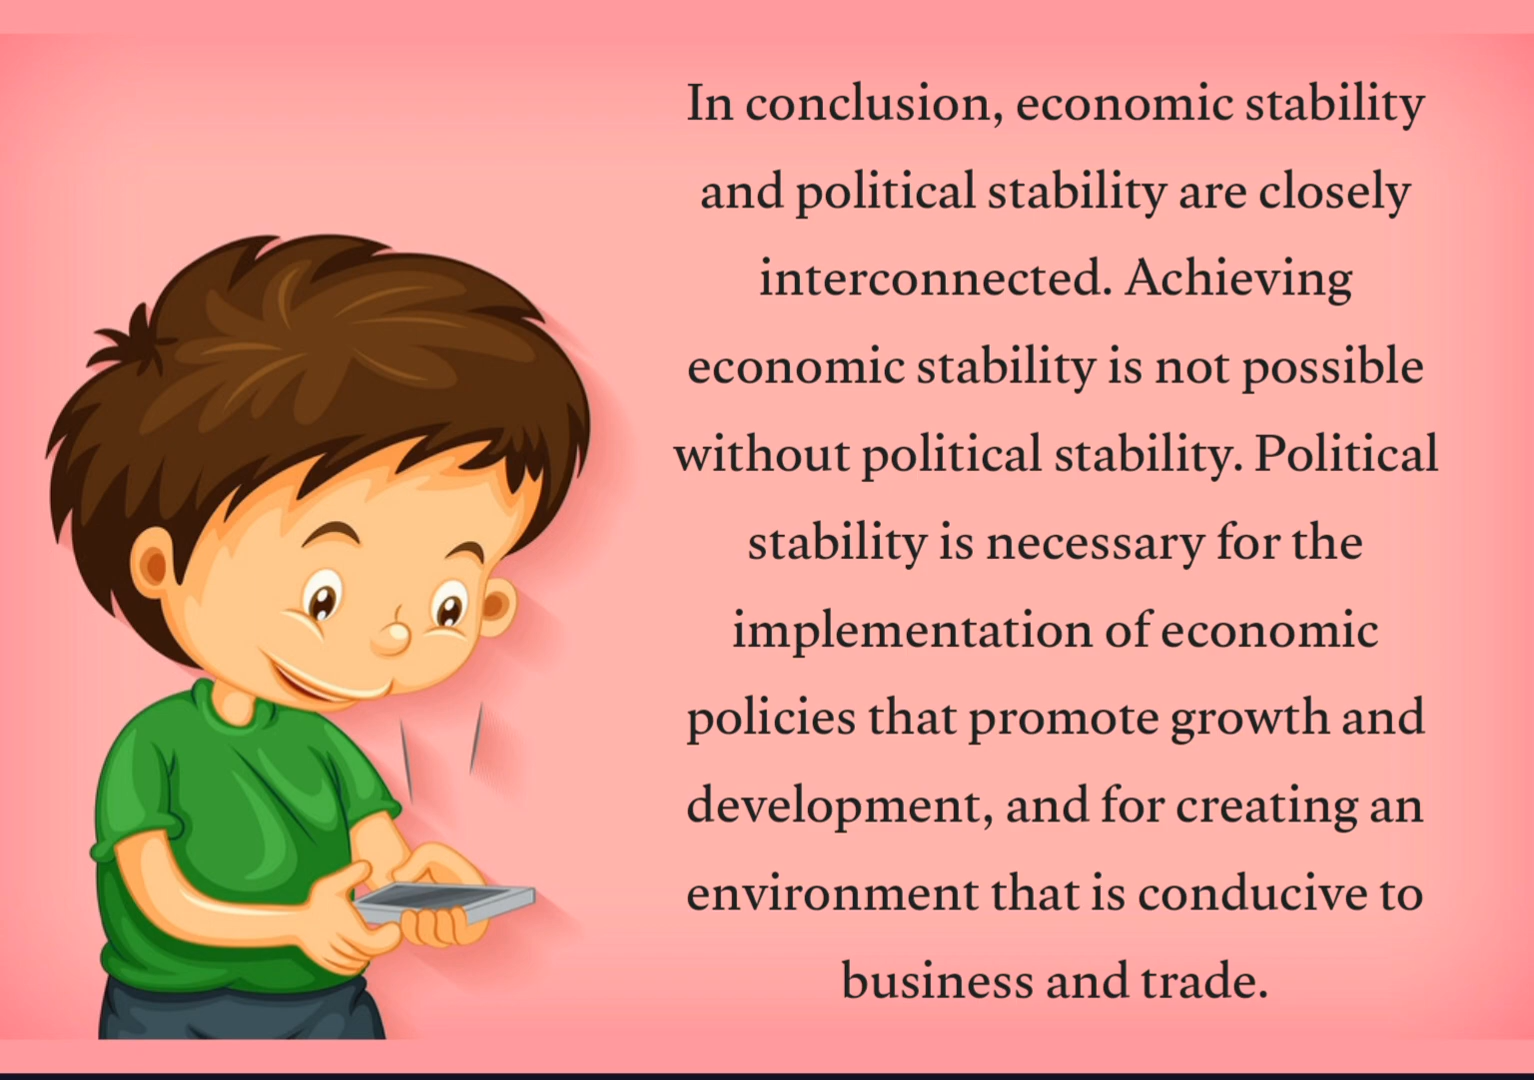 In conclusion, economic stability
and political stability are closely
interconnected. Achieving
economic stability is not possible
without political stability. Political
stability is necessary for the
implementation of economic
policies that promote growth and
development, and for creating an
environment that is conducive to
business and trade.